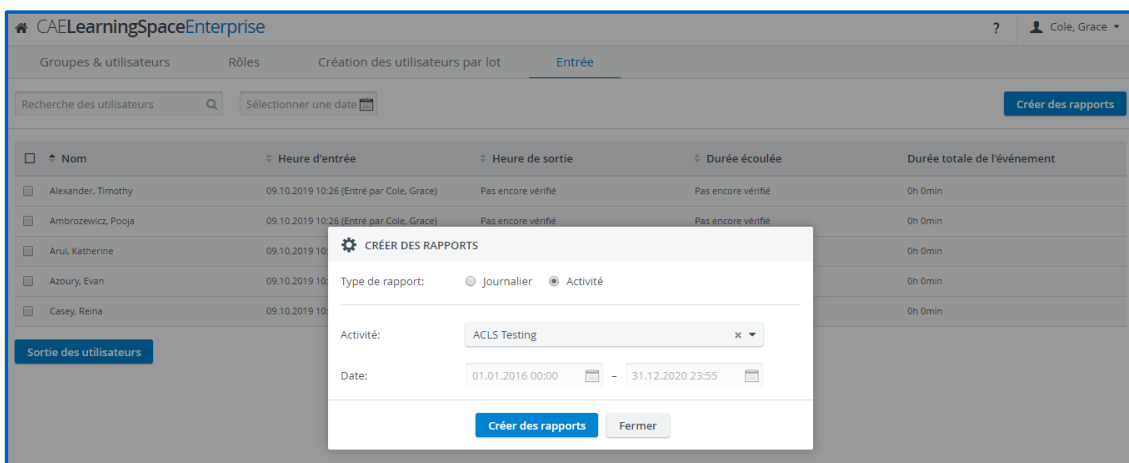 CAELearningSpaceEnterprise ? Cole, Grace
Groupes & utilisateurs Rôles Création des utilisateurs par lot Entrée
Recherche des utilisateurs Sélectionner une date Créer des rapports
Nom Heure d'entrée Heure de sortie Durée écoulée Durée totale de l'événement
Alexander, Timothy 09.10.2019 10:26 (Entré par Cole, Grace) Pas encore vérifié Pas encore vérifié 0h 0min
Ambrozewicz, Pooja 09.10.2019 10:26 (Entré par Cole, Grace) Pas encore vérifié Pas encore vérifié 0h 0min
Arul, Katherine 09.10.2019 10: 0h 0min
Azoury, Evan 09.10.2019 10: 0h 0min
Casey, Reina 09.10.2019 10: 0h 0min
Sortie des utilisateurs
CRÉER DES RAPPORTS
Type de rapport: Journalier Activité
Activité: ACLS Testing
Date: 01.01.2016 00:00 – 31.12.2020 23:55
Créer des rapports Fermer